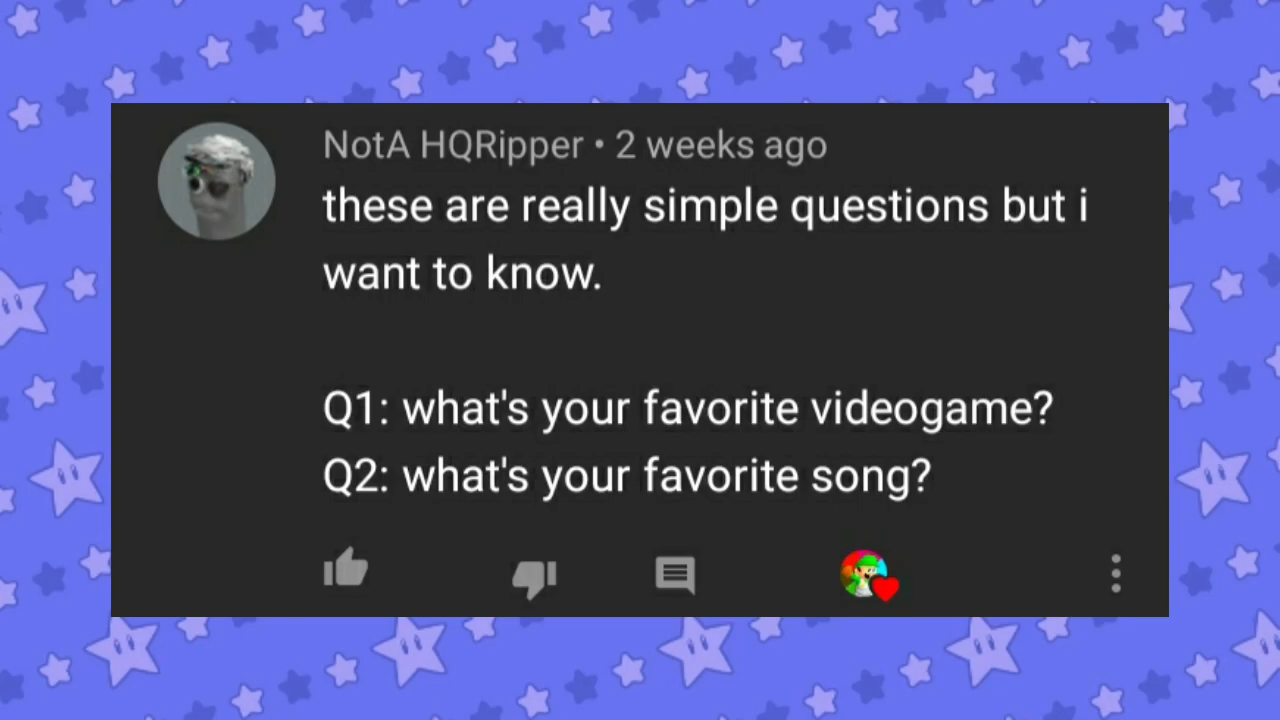 NotA HQRipper • 2 weeks ago
these are really simple questions but i
want to know.
Q1: what's your favorite videogame?
Q2: what's your favorite song?